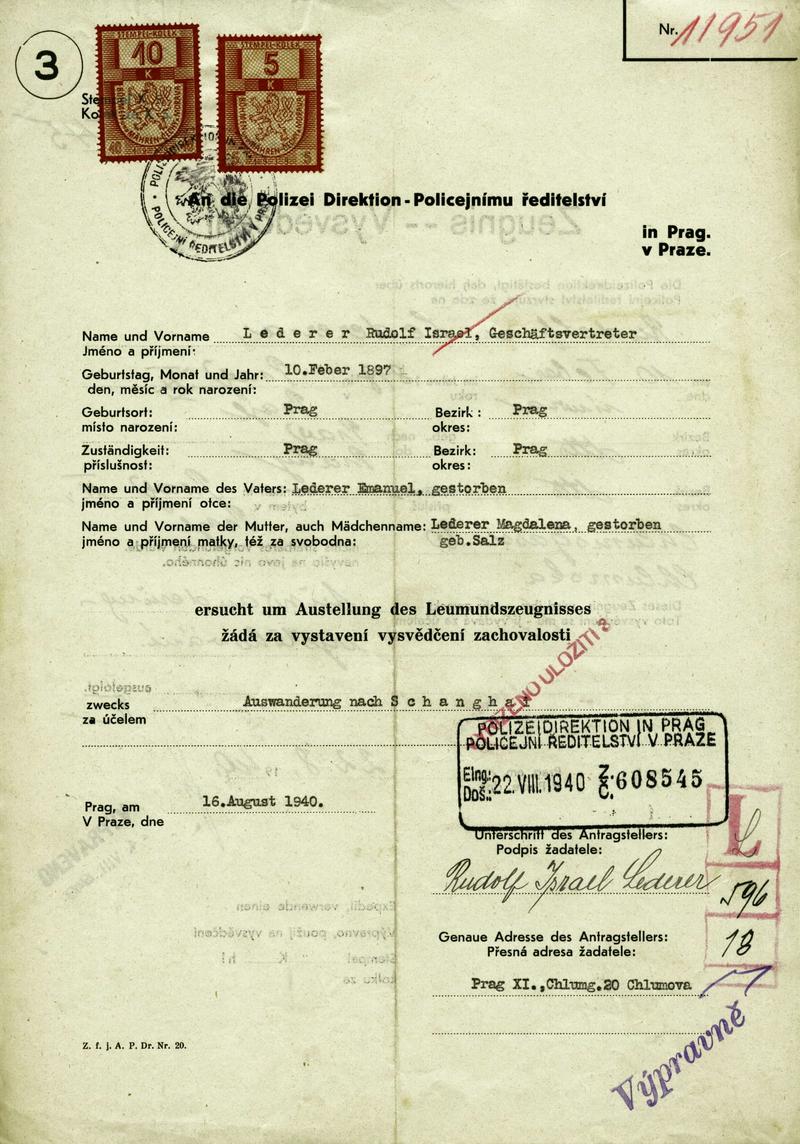 3
STEMPEL-KOLEK
10
K
STEMPEL-KOLEK
5
K
Nr. 11951
An die Polizei Direktion - Policejnímu ředitelství
in Prag.
v Praze.
POLICEJNÍ ŘEDITELSTVÍ V PRAZE
Name und Vorname Lederer Rudolf Israel, Geschäftsvertreter
Jméno a příjmení:
Geburtstag, Monat und Jahr: 10.Feber 1897
den, měsíc a rok narození:
Geburtsort: Prag Bezirk: Prag
místo narození: okres:
Zuständigkeit: Prag Bezirk: Prag
příslušnost: okres:
Name und Vorname des Vaters: Lederer Emanuel, gestorben
jméno a příjmení otce:
Name und Vorname der Mutter, auch Mädchenname: Lederer Magdalena, gestorben
jméno a příjmení matky, též za svobodna: geb.Salz
ersucht um Austellung des Leumundszeugnisses
žádá za vystavení vysvědčení zachovalosti
zwecks Auswanderung nach Schanghai
za účelem
POLIZEIDIREKTION IN PRAG
POLICEJNÍ ŘEDITELSTVÍ V PRAZE
Eing.: Doš.: 22.VIII.1940 Z. Č. 608545
Prag, am 16.August 1940.
V Praze, dne
Unterschrift des Antragstellers:
Podpis žadatele:
L
Rudolf Israel Lederer
596
Genaue Adresse des Antragstellers:
Přesná adresa žadatele:
13
Prag XI.,Chlumg.20 Chlumova
Výpravně
Z. f. j. A. P. Dr. Nr. 20.